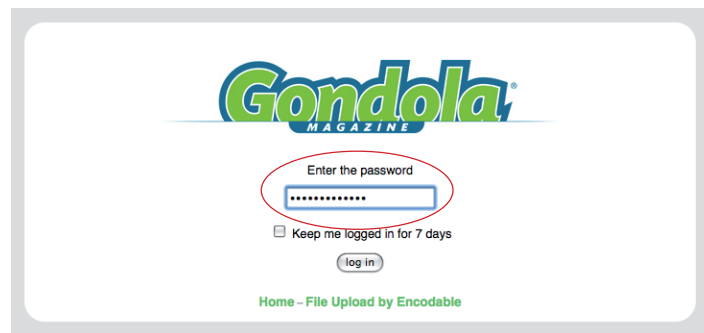 Gondola®
MAGAZINE
Enter the password
•••••••••••••
Keep me logged in for 7 days
log in
Home – File Upload by Encodable